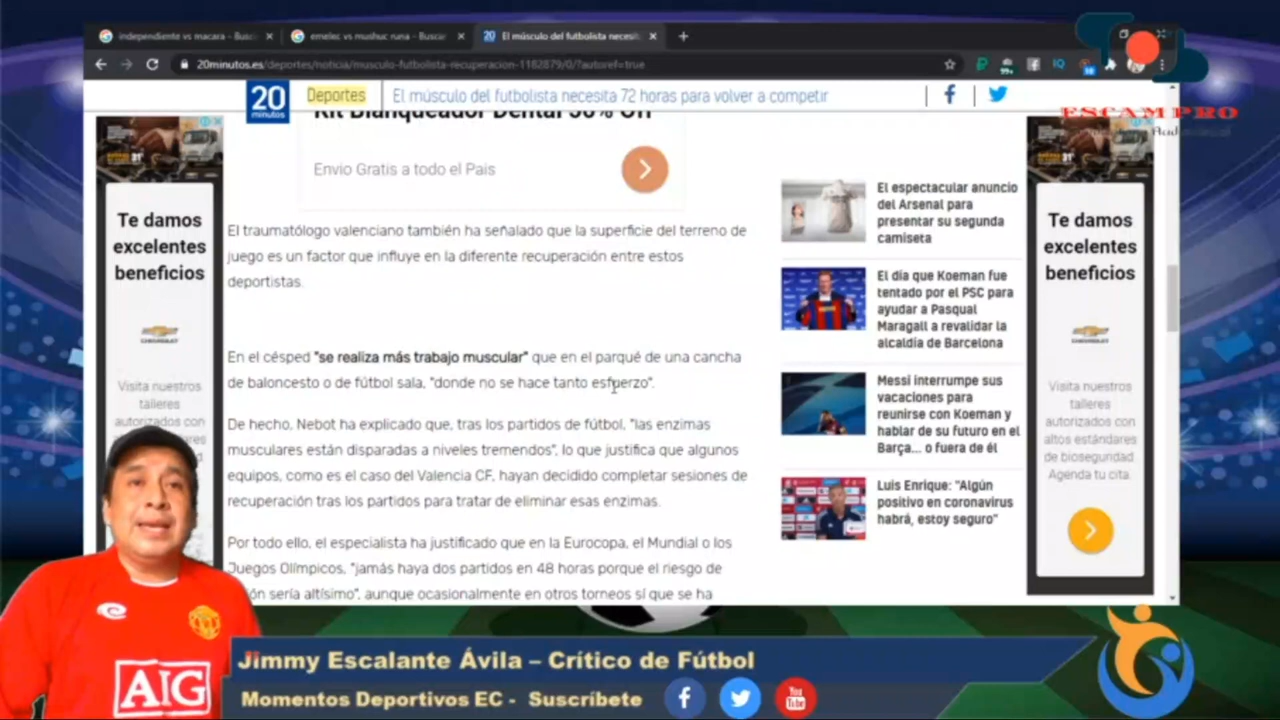 independiente vs macara - Bus
emelec vs mushuc runa - Buscar
20 El músculo del futbolista necesit
20minutos.es/deportes/noticia/musculo-futbolista-recuperacion-1182879/0/?autoref=true
20
minutos
Deportes
El músculo del futbolista necesita 72 horas para volver a competir
ESCAM PRO
Kit Blanqueador Dental 50% Off
Envio Gratis a todo el Pais
Te damos
excelentes
beneficios
CHEVROLET
Visita nuestros
talleres
autorizados con
El traumatólogo valenciano también ha señalado que la superficie del terreno de
juego es un factor que influye en la diferente recuperación entre estos
deportistas.
En el césped "se realiza más trabajo muscular" que en el parqué de una cancha
de baloncesto o de fútbol sala, "donde no se hace tanto esfuerzo".
De hecho, Nebot ha explicado que, tras los partidos de fútbol, "las enzimas
musculares están disparadas a niveles tremendos", lo que justifica que algunos
equipos, como es el caso del Valencia CF, hayan decidido completar sesiones de
recuperación tras los partidos para tratar de eliminar esas enzimas.
Por todo ello, el especialista ha justificado que en la Eurocopa, el Mundial o los
Juegos Olímpicos, "jamás haya dos partidos en 48 horas porque el riesgo de
sería altísimo", aunque ocasionalmente en otros torneos sí que se ha
El espectacular anuncio
del Arsenal para
presentar su segunda
camiseta
El día que Koeman fue
tentado por el PSC para
ayudar a Pasqual
Maragall a revalidar la
alcaldía de Barcelona
Messi interrumpe sus
vacaciones para
reunirse con Koeman y
hablar de su futuro en el
Barça... o fuera de él
Luis Enrique: "Algún
positivo en coronavirus
habrá, estoy seguro"
Te damos
excelentes
beneficios
CHEVROLET
Visita nuestros
talleres
autorizados con
altos estándares
de bioseguridad.
Agenda tu cita.
AIG
Jimmy Escalante Ávila – Crítico de Fútbol
Momentos Deportivos EC - Suscríbete
You
Tube